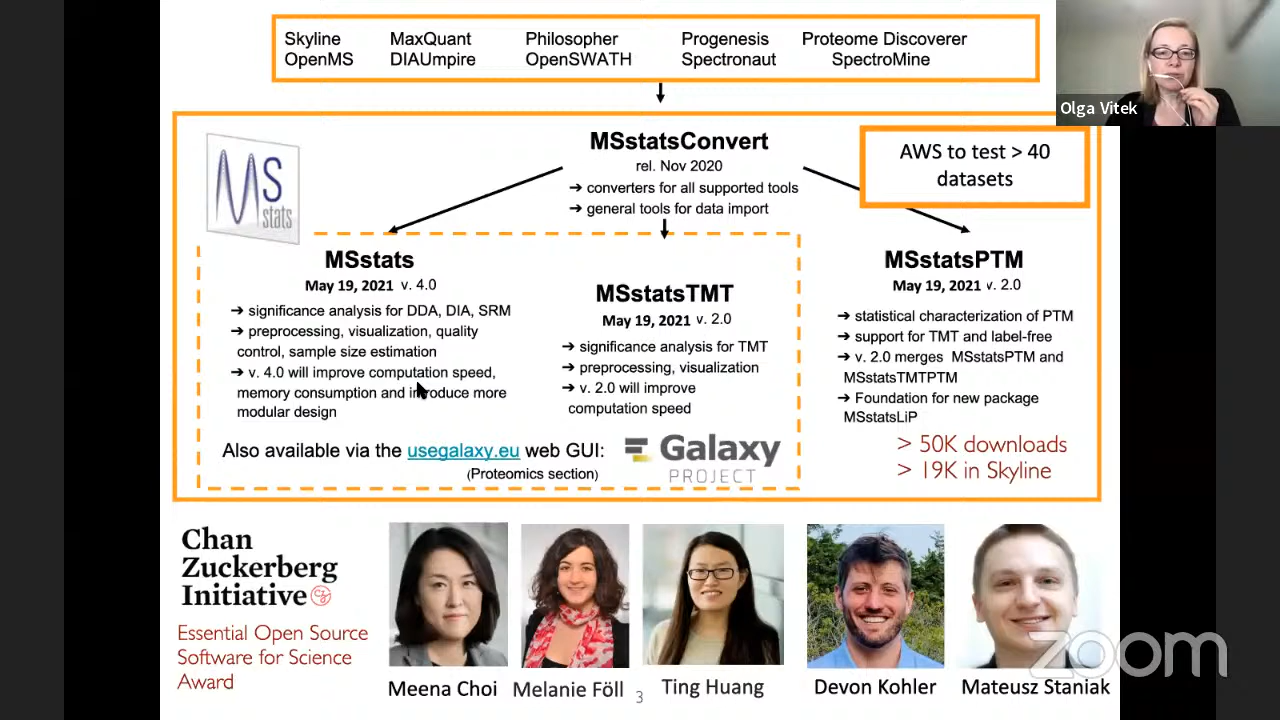 Skyline MaxQuant Philosopher Progenesis Proteome Discoverer
OpenMS DIAUmpire OpenSWATH Spectronaut SpectroMine
Olga Vitek
MSstatsConvert
rel. Nov 2020
→ converters for all supported tools
→ general tools for data import
AWS to test > 40
datasets
MS
stats
MSstats
May 19, 2021 v. 4.0
→ significance analysis for DDA, DIA, SRM
→ preprocessing, visualization, quality
control, sample size estimation
→ v. 4.0 will improve computation speed,
memory consumption and introduce more
modular design
MSstatsTMT
May 19, 2021 v. 2.0
→ significance analysis for TMT
→ preprocessing, visualization
→ v. 2.0 will improve
computation speed
MSstatsPTM
May 19, 2021 v. 2.0
→ statistical characterization of PTM
→ support for TMT and label-free
→ v. 2.0 merges MSstatsPTM and
MSstatsTMTPTM
→ Foundation for new package
MSstatsLiP
> 50K downloads
> 19K in Skyline
Also available via the usegalaxy.eu web GUI:
(Proteomics section)
Galaxy
PROJECT
Chan
Zuckerberg
Initiative
Essential Open Source
Software for Science
Award
Meena Choi Melanie Föll Ting Huang Devon Kohler Mateusz Staniak
3
zoom